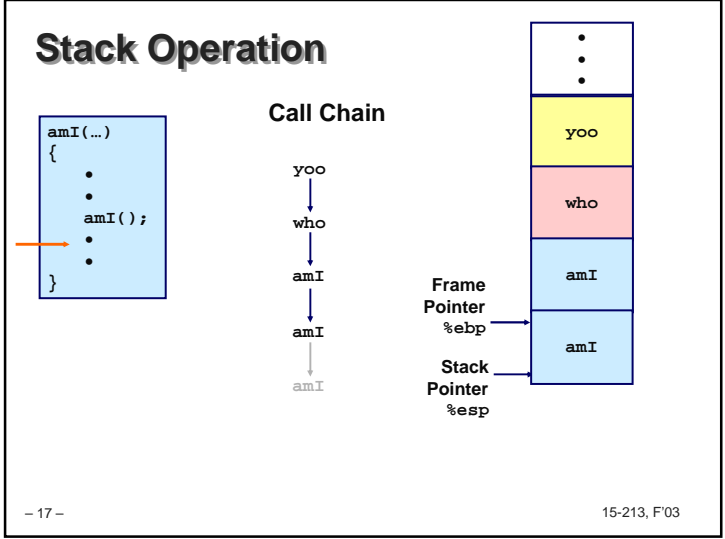 Stack Operation
Call Chain
amI(…)
{
•
•
amI();
•
•
}
yoo
who
amI
amI
amI
•
•
•
yoo
who
amI
amI
Frame
Pointer
%ebp
Stack
Pointer
%esp
– 17 –
15-213, F’03